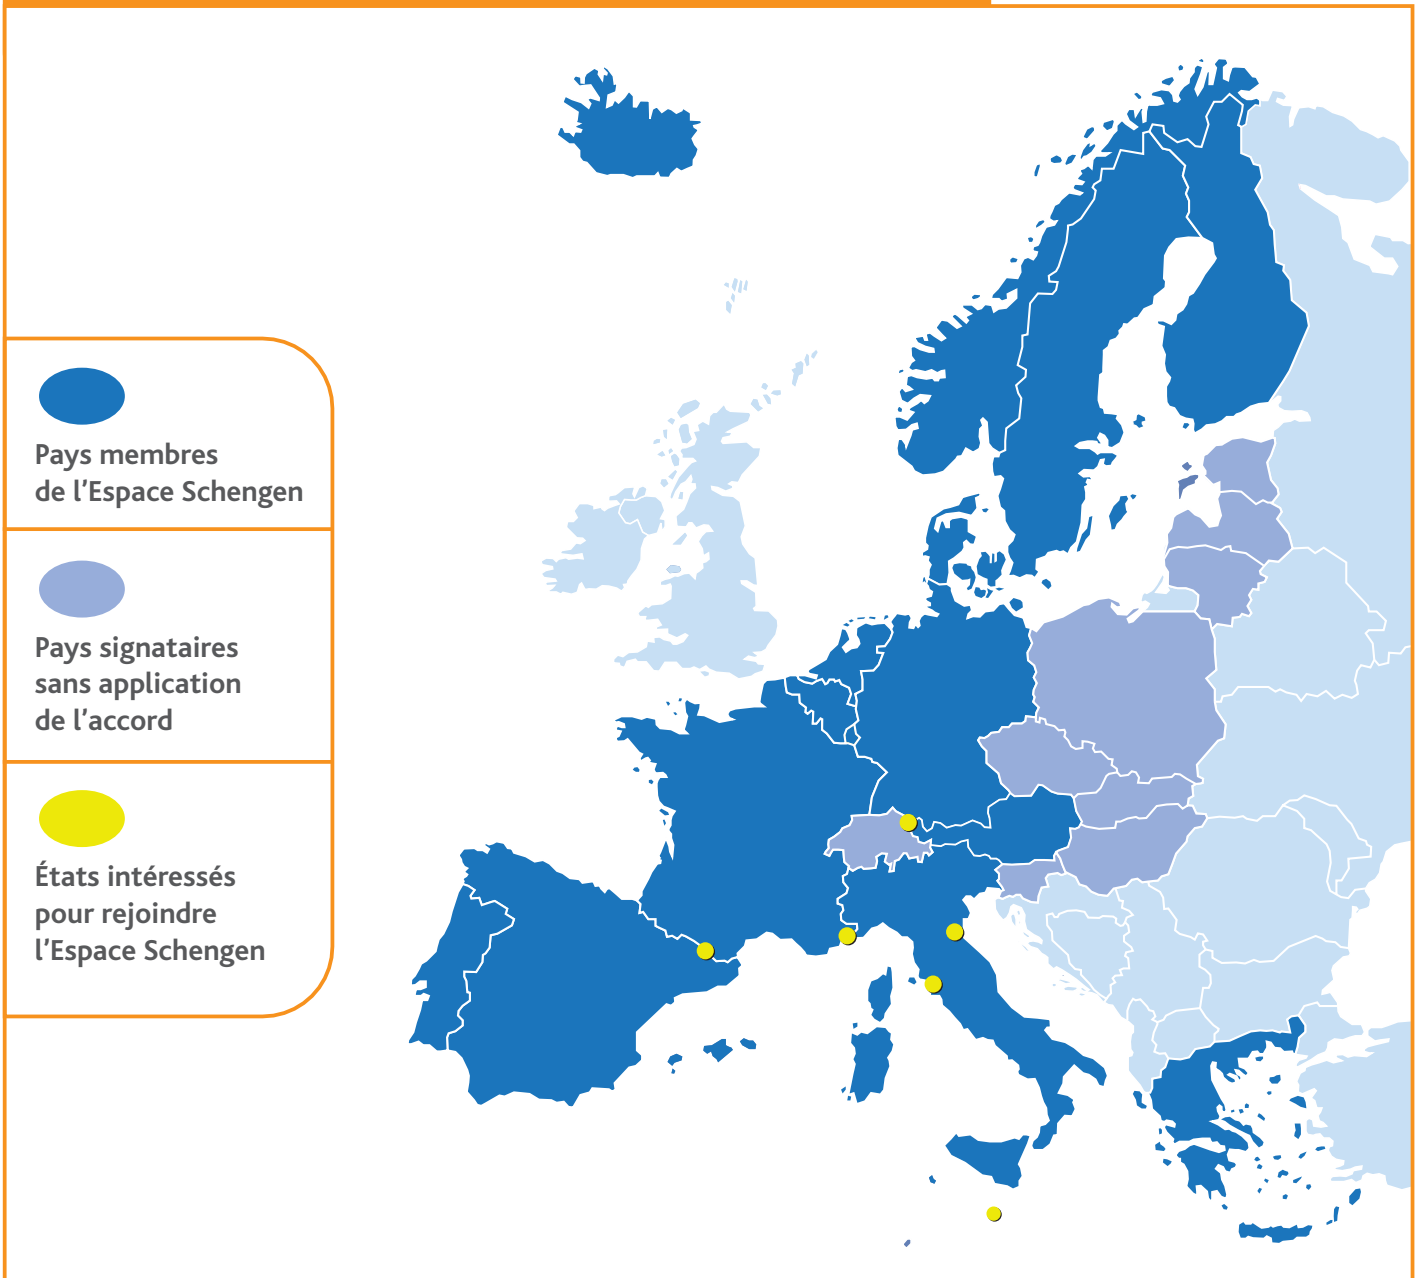 Pays membres
de l’Espace Schengen
Pays signataires
sans application
de l’accord
États intéressés
pour rejoindre
l’Espace Schengen